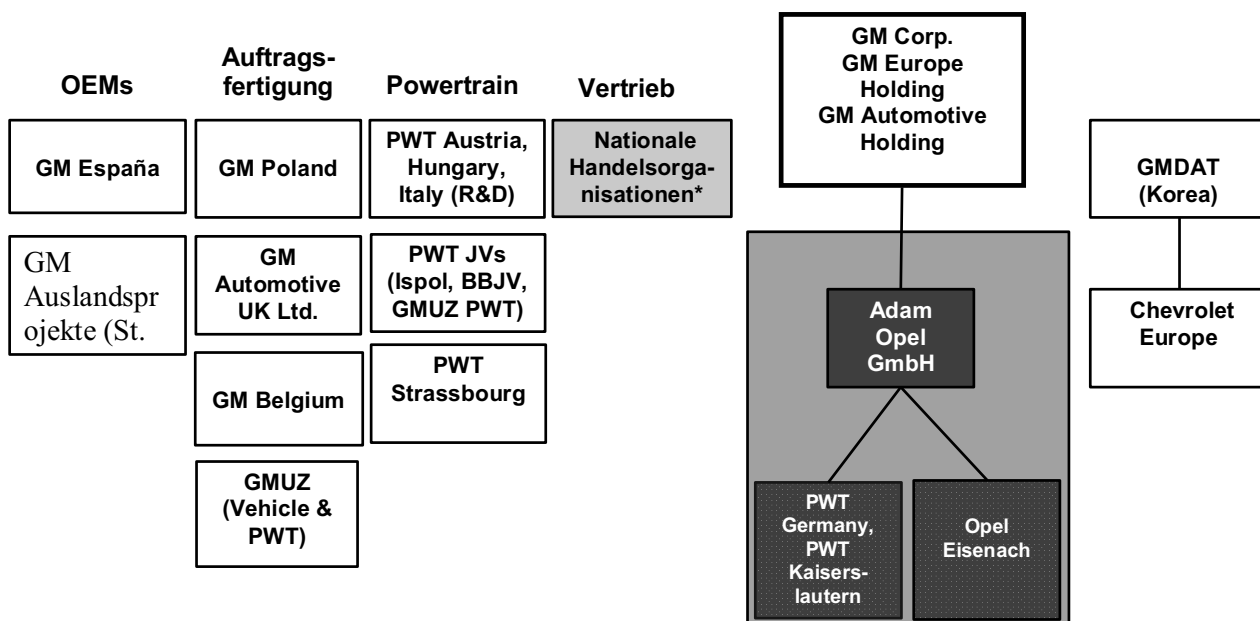 OEMs
GM España
GM
Auslandspr
ojekte (St.
Auftrags-
fertigung
GM Poland
GM
Automotive
UK Ltd.
GM Belgium
GMUZ
(Vehicle &
PWT)
Powertrain
PWT Austria,
Hungary,
Italy (R&D)
PWT JVs
(Ispol, BBJV,
GMUZ PWT)
PWT
Strassbourg
Vertrieb
Nationale
Handelsorga-
nisationen*
GM Corp.
GM Europe
Holding
GM Automotive
Holding
Adam
Opel
GmbH
PWT
Germany,
PWT
Kaisers-
lautern
Opel
Eisenach
GMDAT
(Korea)
Chevrolet
Europe